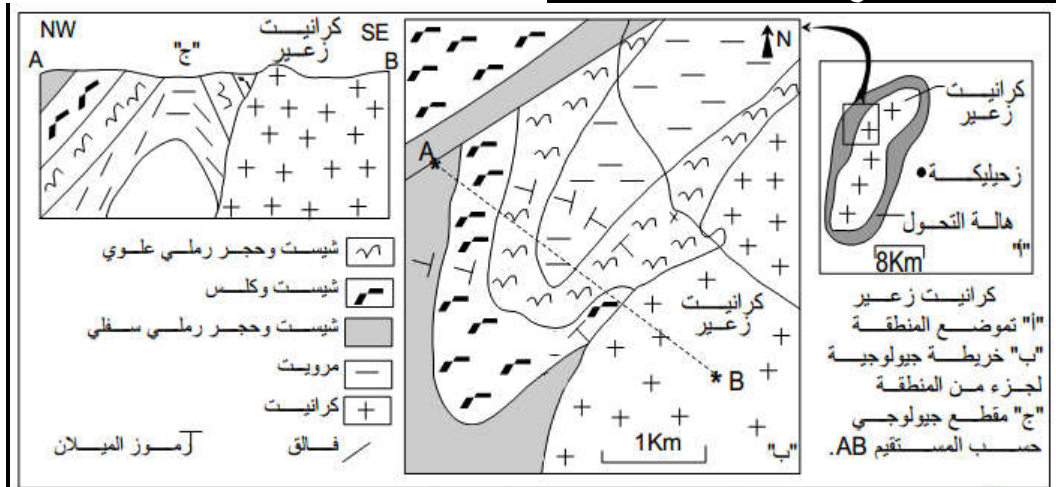 NW
SE
كرانيت
زعير
"ج"
A
B
شيست وحجر رملي علوي
شيست وكلس
شيست وحجر رملي سفلي
مرويت
كرانيت
فالق
رموز الميلان
N
A
B
كرانيت
زعير
1Km
"ب"
كرانيت
زعير
زحيليكة
هالة التحول
"أ"
8Km
كرانيت زعير
"أ" تموضع المنطقة
"ب" خريطة جيولوجية
لجزء من المنطقة
"ج" مقطع جيولوجي
حسب المستقيم AB.